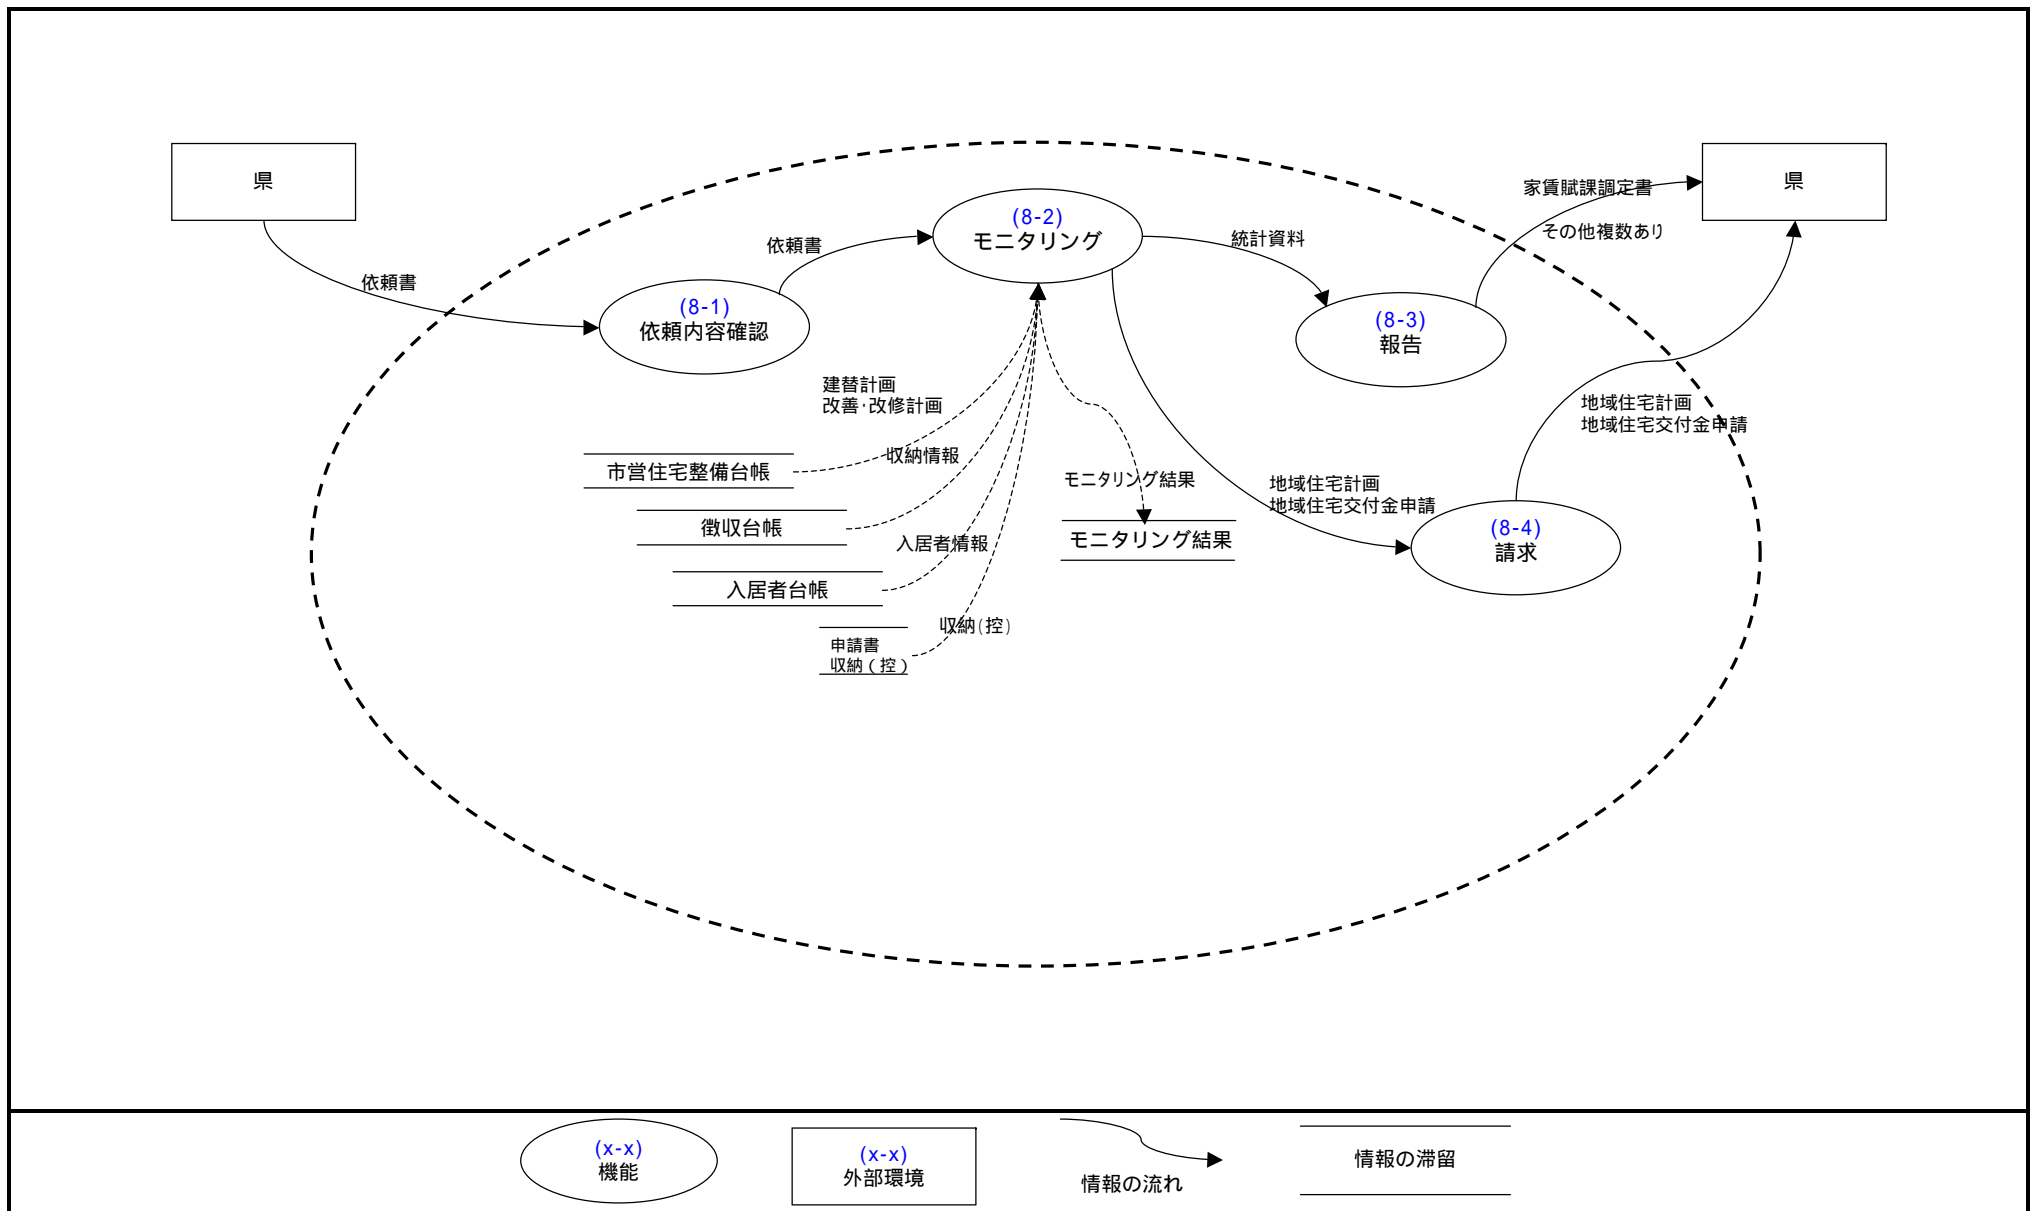 県
県
家賃賦課調定書
その他複数あり
(8-2)
モニタリング
依頼書
統計資料
依頼書
(8-1)
依頼内容確認
(8-3)
報告
建替計画
改善・改修計画
地域住宅計画
地域住宅交付金申請
収納情報
市営住宅整備台帳
モニタリング結果
地域住宅計画
地域住宅交付金申請
徴収台帳
モニタリング結果
(8-4)
請求
入居者情報
入居者台帳
収納(控)
申請書
収納(控)
(x-x)
機能
(x-x)
外部環境
情報の流れ
情報の滞留